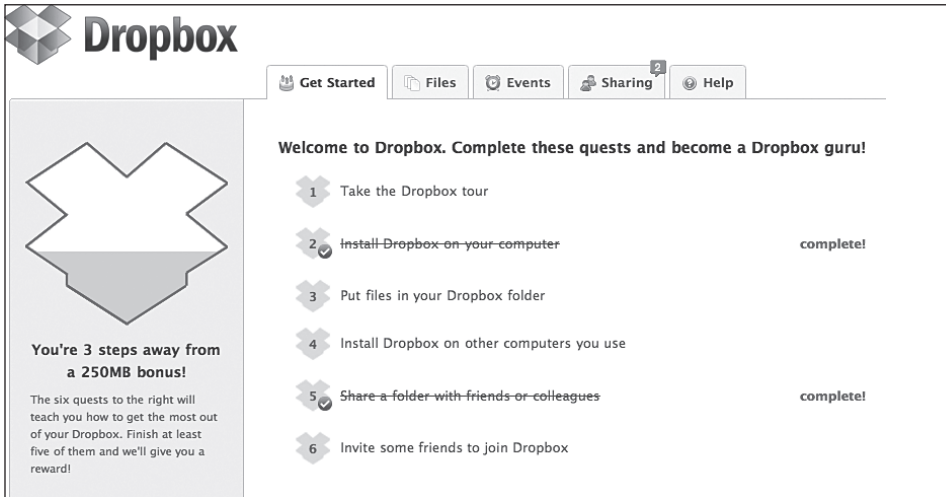 Dropbox
Get Started
Files
Events
Sharing
2
Help
Welcome to Dropbox. Complete these quests and become a Dropbox guru!
1 Take the Dropbox tour
2 Install Dropbox on your computer complete!
3 Put files in your Dropbox folder
4 Install Dropbox on other computers you use
5 Share a folder with friends or colleagues complete!
6 Invite some friends to join Dropbox
You're 3 steps away from
a 250MB bonus!
The six quests to the right will
teach you how to get the most out
of your Dropbox. Finish at least
five of them and we'll give you a
reward!